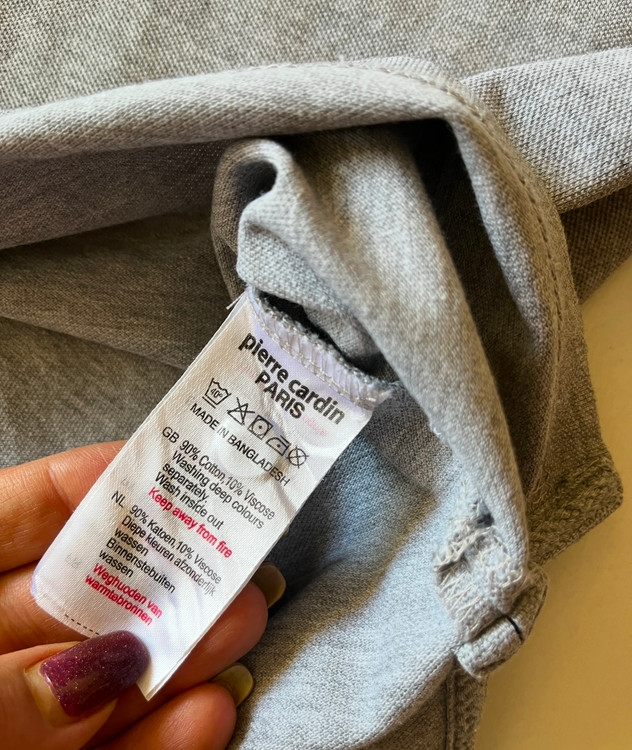 pierre cardin
PARIS
40°
MADE IN BANGLADESH
GB 90% Cotton,10% Viscose
Washing deep colours
separately.
Wash inside out
Keep away from fire
NL 90% Katoen,10% Viscose
Diepe kleuren afzonderlijk
wassen
Binnenstebuiten
wassen
Weghuoden van
warmtebronnen